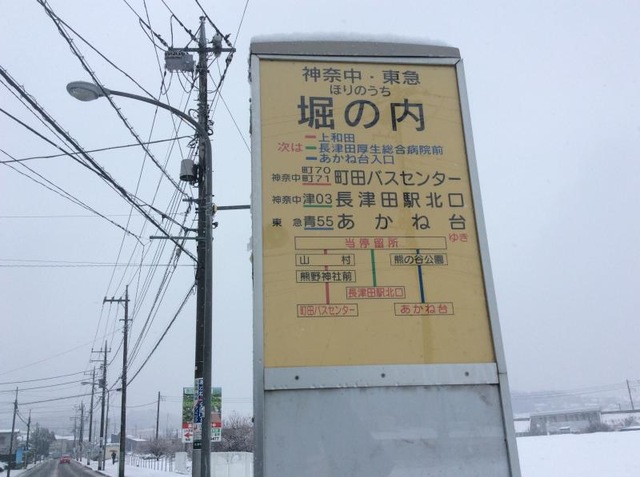 神奈中・東急
ほりのうち
堀の内
上和田
次は 長津田厚生総合病院前
あかね台入口
神奈中 町70 町71 町田バスセンター
神奈中 津03 長津田駅北口
東急 青55 あかね台
ゆき
当停留所
山村 熊の谷公園
熊野神社前
長津田駅北口
町田バスセンター あかね台